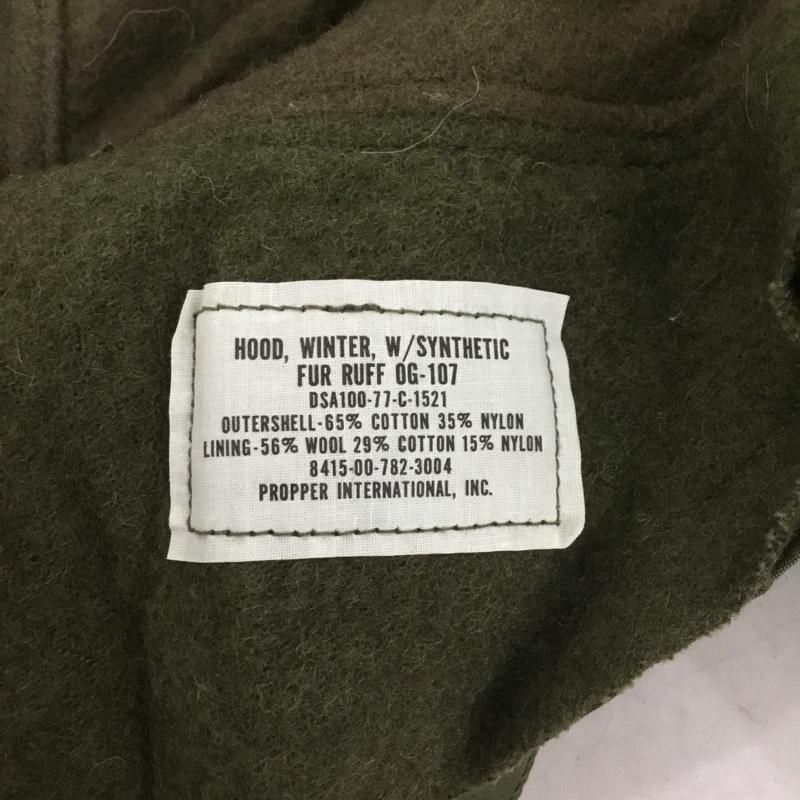 HOOD, WINTER, W/SYNTHETIC
FUR RUFF OG-107
DSA100-77-C-1521
OUTERSHELL-65% COTTON 35% NYLON
LINING-56% WOOL 29% COTTON 15% NYLON
8415-00-782-3004
PROPPER INTERNATIONAL, INC.